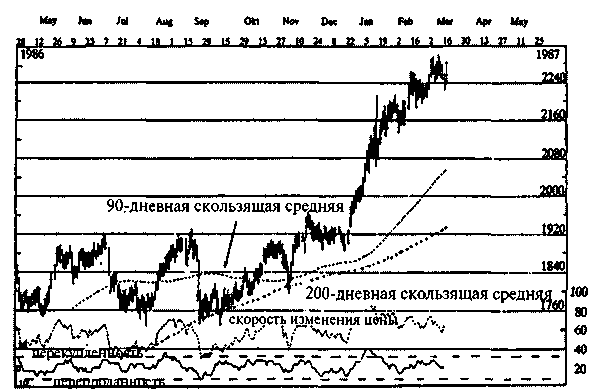 May Jun Jul Aug Sep Okt Nov Dec Jan Feb Mar Apr May
28 12 26 9 23 7 21 4 18 2 15 29 13 27 10 24 8 22 5 19 2 16 2 16 30 13 27 11 25
1986 1987
2240
2160
2080
2000
90-дневная скользящая средняя
1920
1840
200-дневная скользящая средняя
100
1760
80
скорость изменения цены
60
40
перекупленность
20
перепроданность